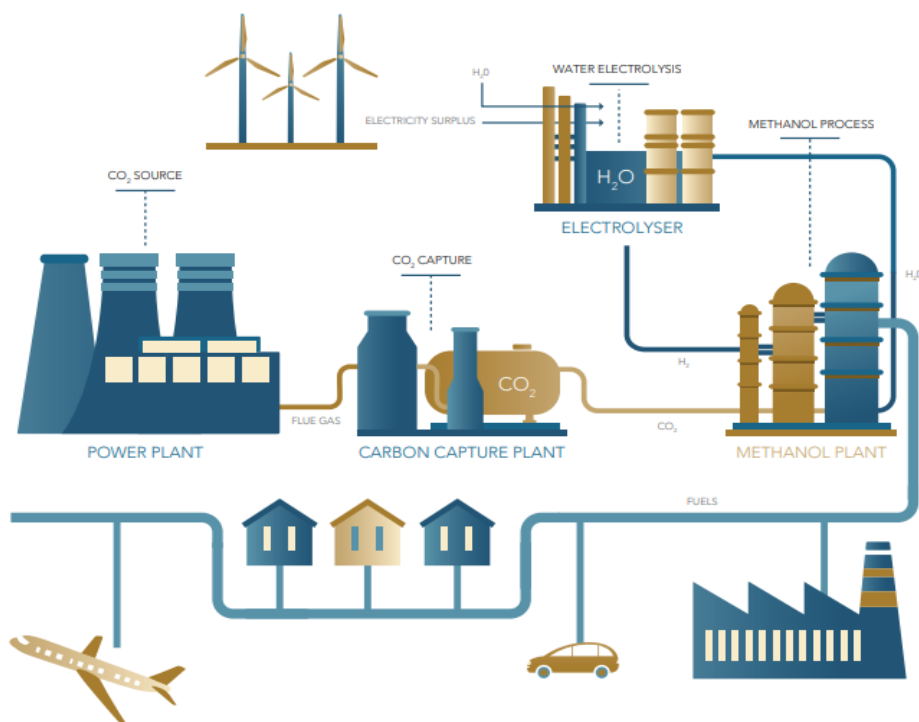 WATER ELECTROLYSIS
H₂0
ELECTRICITY SURPLUS
METHANOL PROCESS
CO₂ SOURCE
H₂O
ELECTROLYSER
CO₂ CAPTURE
H₂O
H₂
CO₂
FLUE GAS
CO₂
POWER PLANT
CARBON CAPTURE PLANT
METHANOL PLANT
FUELS